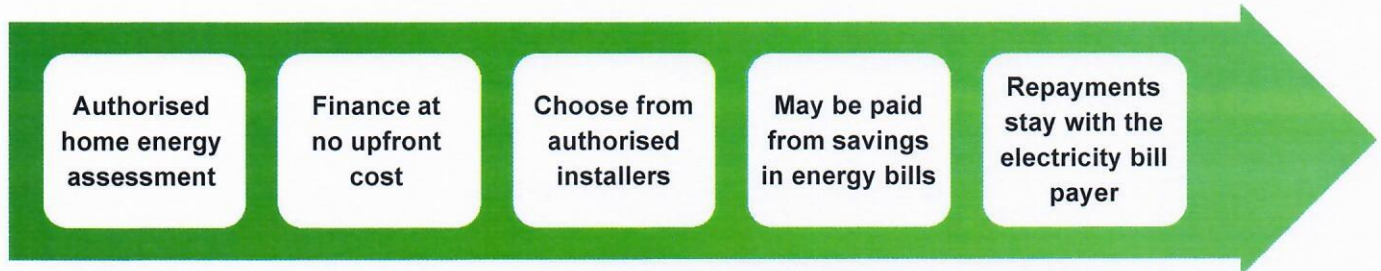 Authorised
home energy
assessment
Finance at
no upfront
cost
Choose from
authorised
installers
May be paid
from savings
in energy bills
Repayments
stay with the
electricity bill
payer